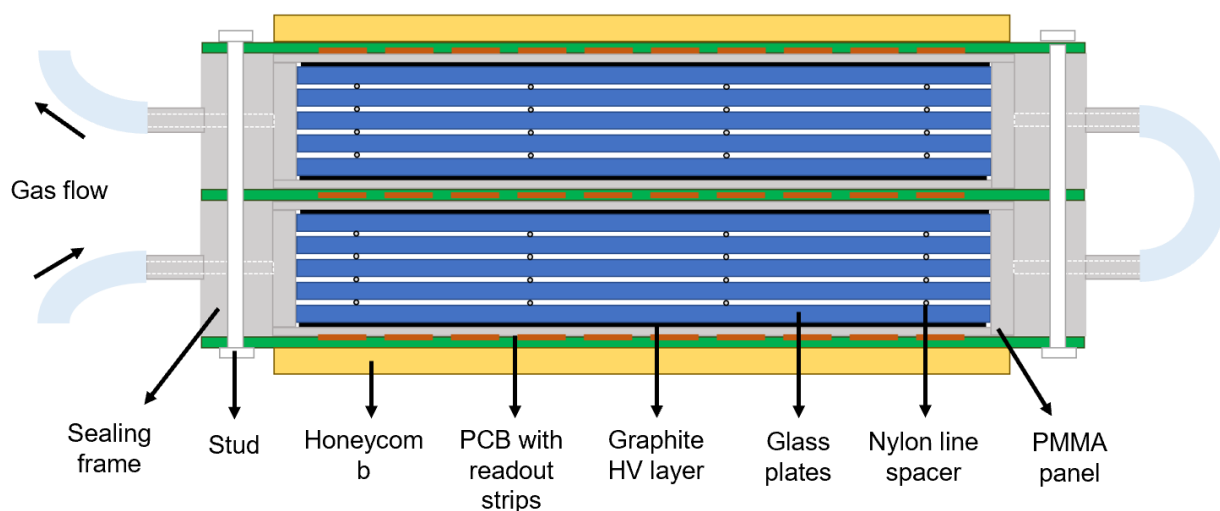 Gas flow
Sealing
frame
Stud
Honeycom
b
PCB with
readout
strips
Graphite
HV layer
Glass
plates
Nylon line
spacer
PMMA
panel